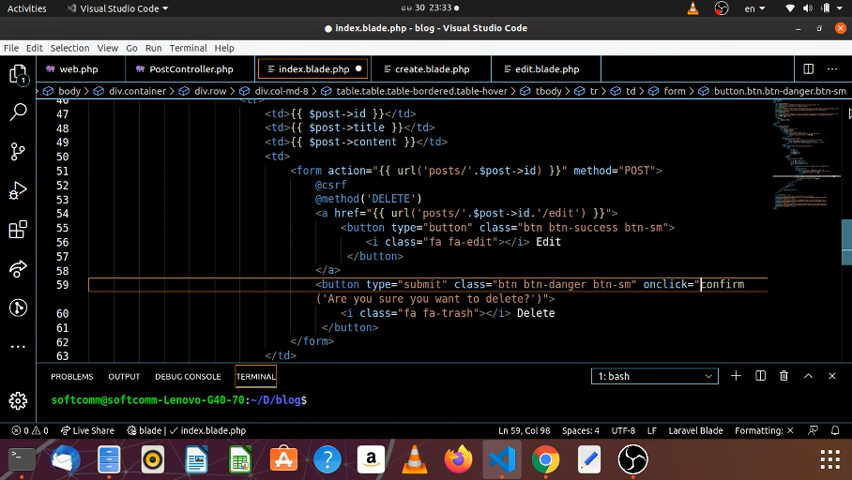 Activities
Visual Studio Code
30 23:33
en
index.blade.php - blog - Visual Studio Code
File Edit Selection View Go Run Terminal Help
web.php
PostController.php
index.blade.php
create.blade.php
edit.blade.php
body > div.container > div.row > div.col-md-8 > table.table.table-bordered.table-hover > tbody > tr > td > form > button.btn.btn-danger.btn-sm
46 <tr>
47 <td>{{ $post->id }}</td>
48 <td>{{ $post->title }}</td>
49 <td>{{ $post->content }}</td>
50 <td>
51 <form action="{{ url('posts/'.$post->id) }}" method="POST">
52 @csrf
53 @method('DELETE')
54 <a href="{{ url('posts/'.$post->id.'/edit') }}">
55 <button type="button" class="btn btn-success btn-sm">
56 <i class="fa fa-edit"></i> Edit
57 </button>
58 </a>
59 <button type="submit" class="btn btn-danger btn-sm" onclick="confirm
('Are you sure you want to delete?')">
60 <i class="fa fa-trash"></i> Delete
61 </button>
62 </form>
63 </td>
PROBLEMS OUTPUT DEBUG CONSOLE TERMINAL
1: bash
softcomm@softcomm-Lenovo-G40-70:~/D/blog$
0 0 Live Share blade | index.blade.php Ln 59, Col 98 Spaces: 4 UTF-8 LF Laravel Blade Formatting: ×